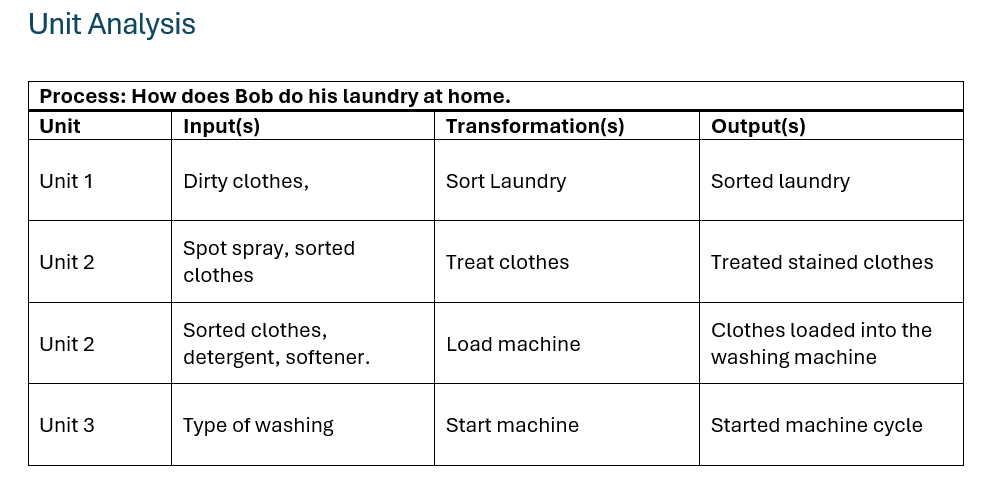 Unit Analysis
Process: How does Bob do his laundry at home.
Unit Input(s) Transformation(s) Output(s)
Unit 1 Dirty clothes, Sort Laundry Sorted laundry
Unit 2 Spot spray, sorted clothes Treat clothes Treated stained clothes
Unit 2 Sorted clothes, detergent, softener. Load machine Clothes loaded into the washing machine
Unit 3 Type of washing Start machine Started machine cycle